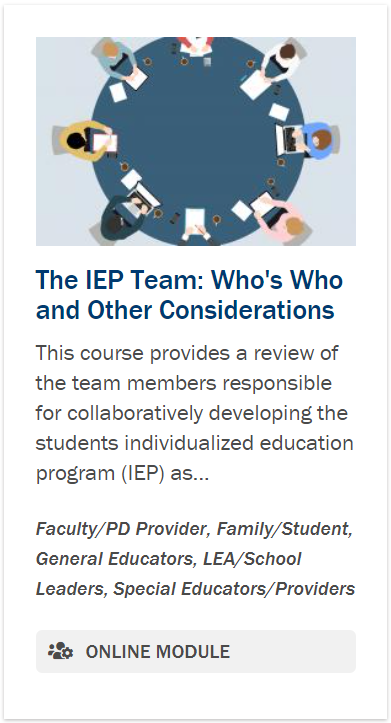 The IEP Team: Who's Who
and Other Considerations
This course provides a review of
the team members responsible
for collaboratively developing the
students individualized education
program (IEP) as...
Faculty/PD Provider, Family/Student,
General Educators, LEA/School
Leaders, Special Educators/Providers
ONLINE MODULE